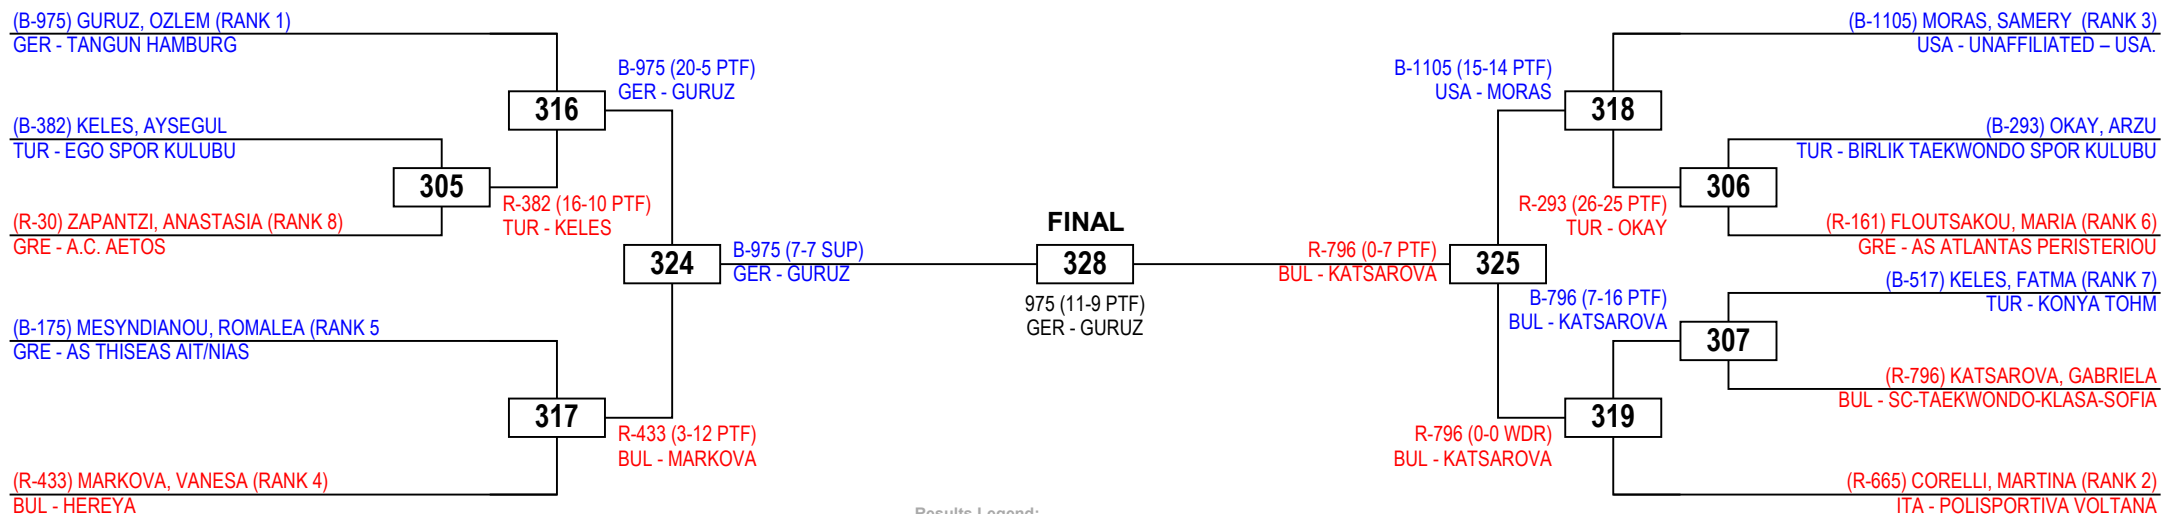 (B-975) GURUZ, OZLEM (RANK 1)
GER - TANGUN HAMBURG
(B-382) KELES, AYSEGUL
TUR - EGO SPOR KULUBU
(R-30) ZAPANTZI, ANASTASIA (RANK 8)
GRE - A.C. AETOS
(B-175) MESYNDIANOU, ROMALEA (RANK 5
GRE - AS THISEAS AIT/NIAS
(R-433) MARKOVA, VANESA (RANK 4)
BUL - HEREYA
305
316
317
R-382 (16-10 PTF)
TUR - KELES
B-975 (20-5 PTF)
GER - GURUZ
R-433 (3-12 PTF)
BUL - MARKOVA
324
B-975 (7-7 SUP)
GER - GURUZ
FINAL
328
975 (11-9 PTF)
GER - GURUZ
R-796 (0-7 PTF)
BUL - KATSAROVA
325
B-1105 (15-14 PTF)
USA - MORAS
R-796 (0-0 WDR)
BUL - KATSAROVA
318
319
R-293 (26-25 PTF)
TUR - OKAY
B-796 (7-16 PTF)
BUL - KATSAROVA
306
307
(B-1105) MORAS, SAMERY (RANK 3)
USA - UNAFFILIATED – USA.
(B-293) OKAY, ARZU
TUR - BIRLIK TAEKWONDO SPOR KULUBU
(R-161) FLOUTSAKOU, MARIA (RANK 6)
GRE - AS ATLANTAS PERISTERIOU
(B-517) KELES, FATMA (RANK 7)
TUR - KONYA TOHM
(R-796) KATSAROVA, GABRIELA
BUL - SC-TAEKWONDO-KLASA-SOFIA
(R-665) CORELLI, MARTINA (RANK 2)
ITA - POLISPORTIVA VOLTANA
Results Legend: